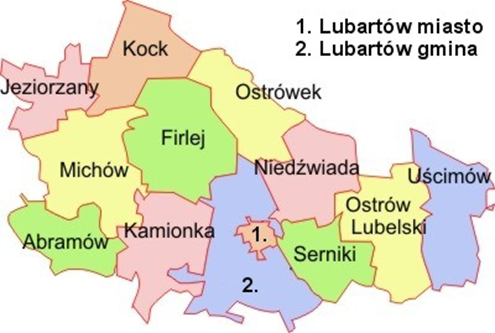 1. Lubartów miasto
2. Lubartów gmina
Kock
Jeziorzany
Ostrówek
Firlej
Michów
Niedźwiada
Uścimów
Ostrów
Lubelski
Abramów
Kamionka
1.
Serniki
2.